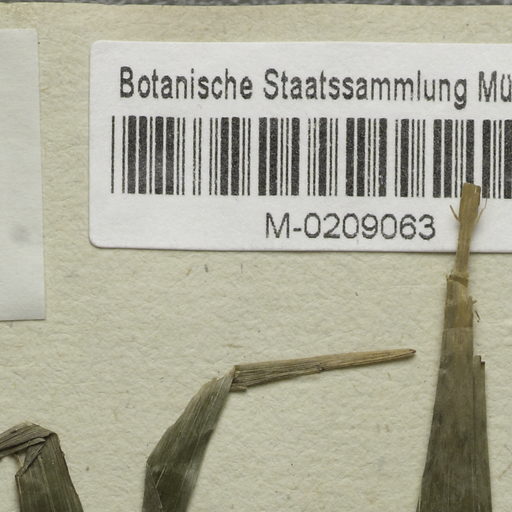 Botanische Staatssammlung Mü
M-0209063